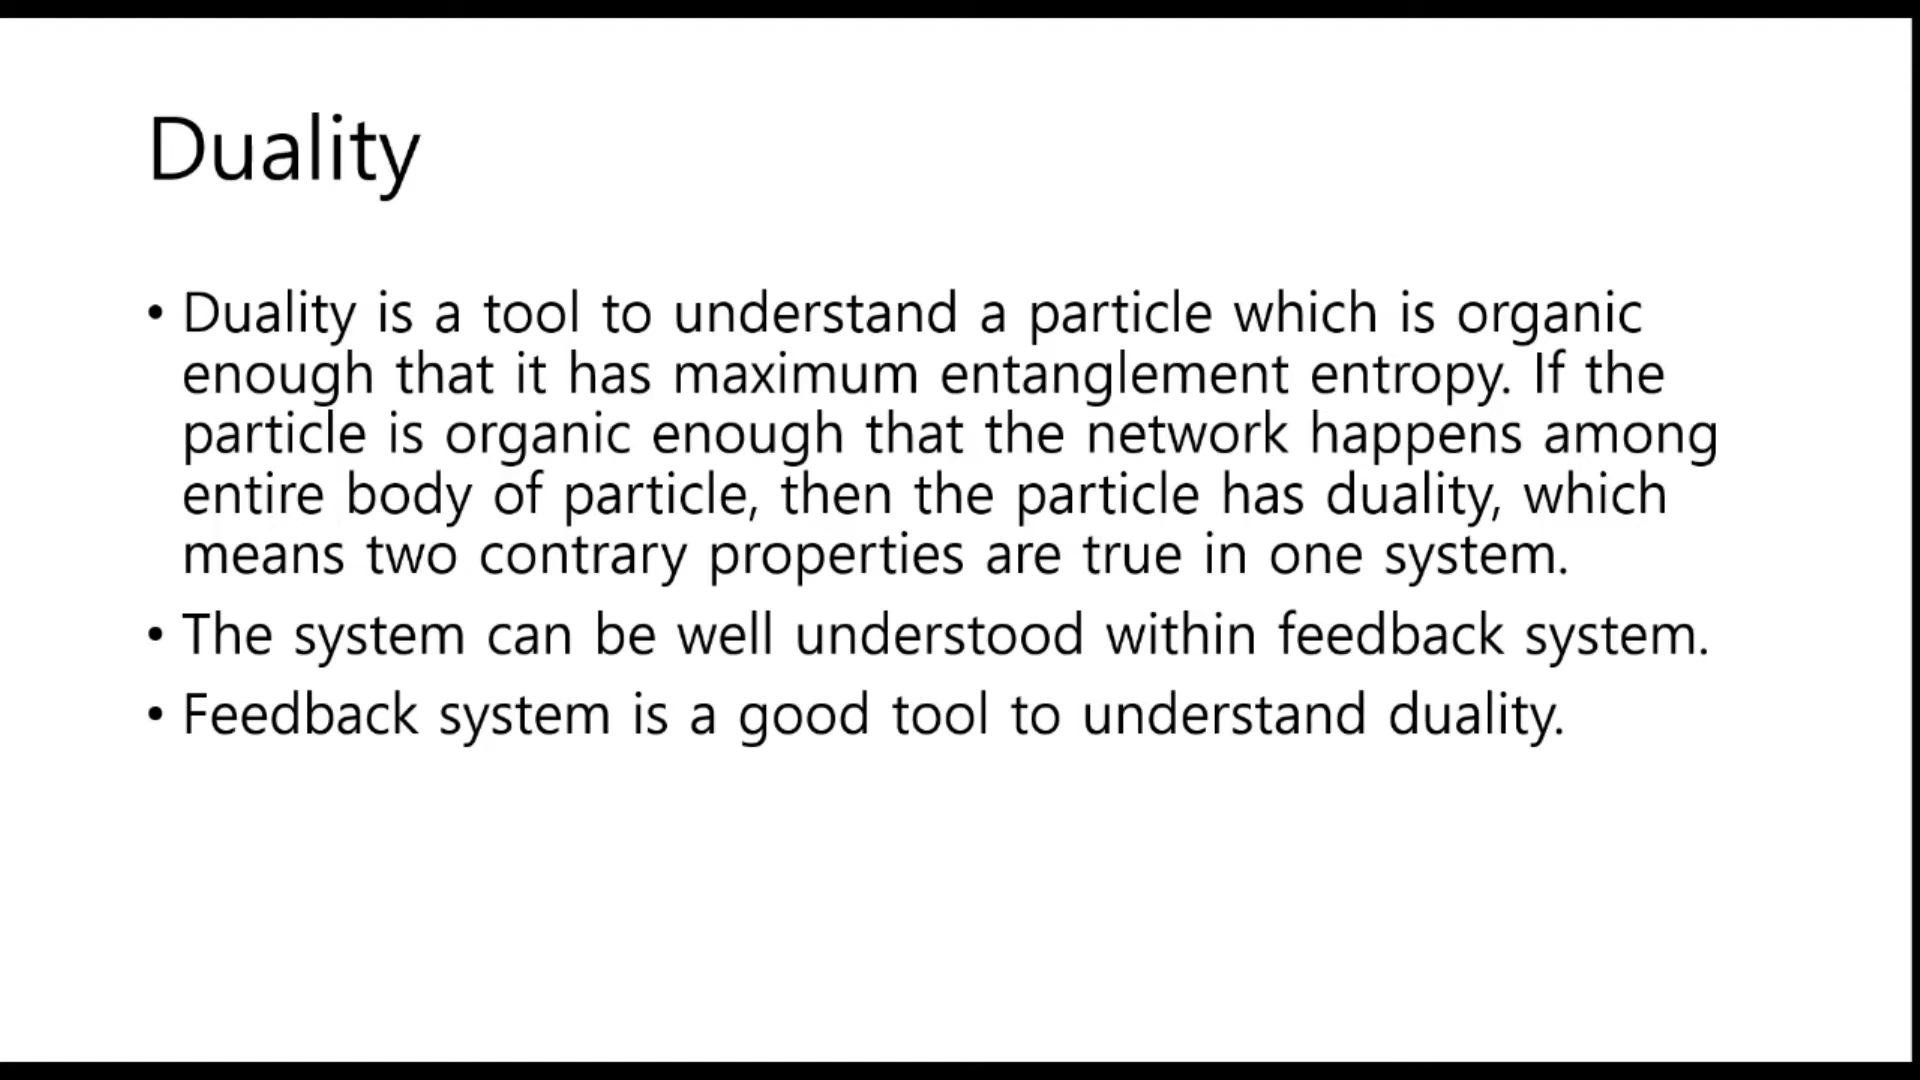 Duality
• Duality is a tool to understand a particle which is organic
enough that it has maximum entanglement entropy. If the
particle is organic enough that the network happens among
entire body of particle, then the particle has duality, which
means two contrary properties are true in one system.
• The system can be well understood within feedback system.
• Feedback system is a good tool to understand duality.